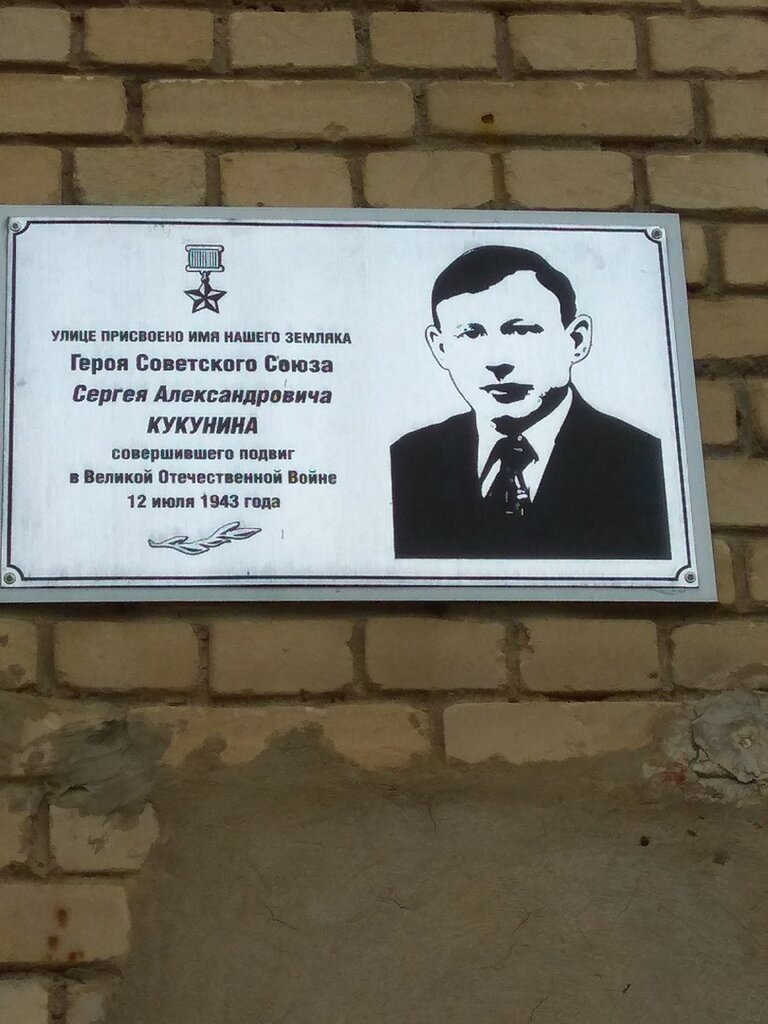 УЛИЦЕ ПРИСВОЕНО ИМЯ НАШЕГО ЗЕМЛЯКА
Героя Советского Союза
Сергея Александровича
КУКУНИНА
совершившего подвиг
в Великой Отечественной Войне
12 июля 1943 года